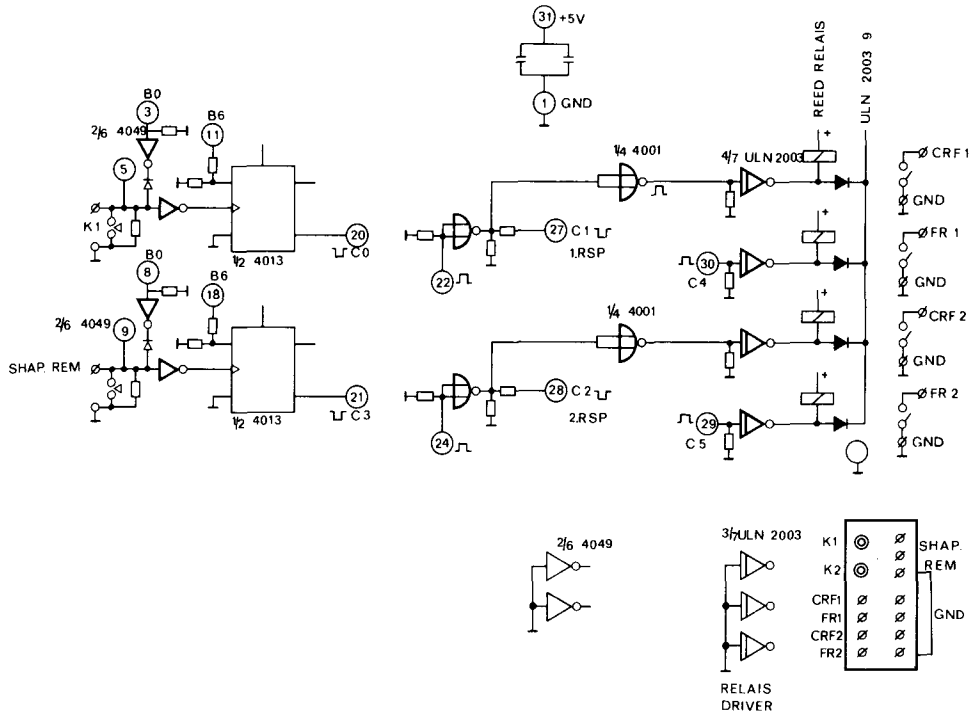 31 +5V
1 GND
REED RELAIS
ULN 2003 9
B0
3
2/6 4049
B6
11
5
K1
1/2 4013
20
C0
1/4 4001
27 C1
1.RSP
22
4/7 ULN 2003
30
C4
CRF1
GND
FR 1
GND
B0
8
B6
18
2/6 4049
9
SHAP. REM
1/2 4013
21
C3
1/4 4001
28 C2
2.RSP
24
29
C5
CRF 2
GND
FR 2
GND
2/6 4049
3/7ULN 2003
RELAIS
DRIVER
K1
K2
CRF1
FR1
CRF2
FR2
SHAP.
REM
GND